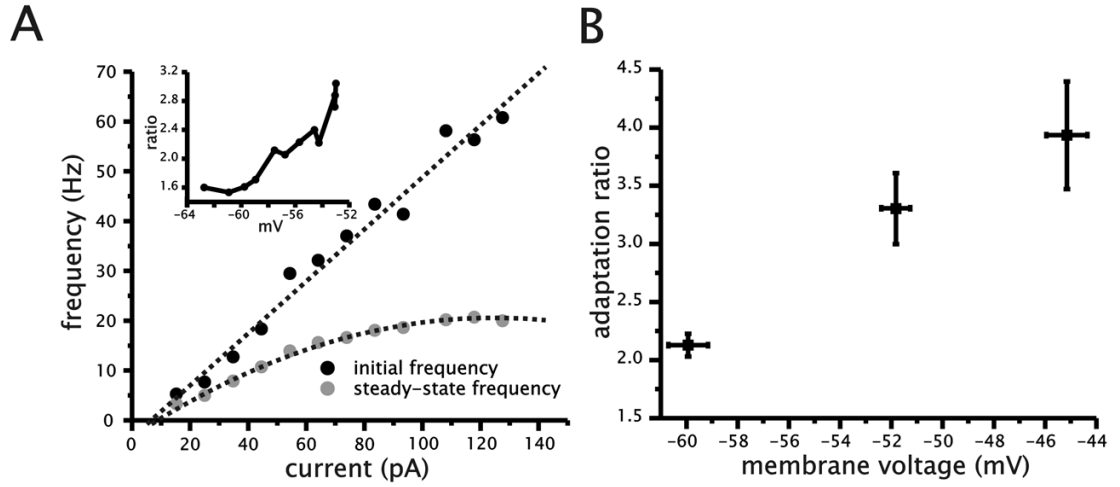 A
frequency (Hz)
70
60
50
40
30
20
10
0
0 20 40 60 80 100 120 140
current (pA)
ratio
3.2
2.8
2.4
2.0
1.6
−64 −60 −56 −52
mV
initial frequency
steady-state frequency
B
adaptation ratio
4.5
4.0
3.5
3.0
2.5
2.0
1.5
−60 −58 −56 −54 −52 −50 −48 −46 −44
membrane voltage (mV)